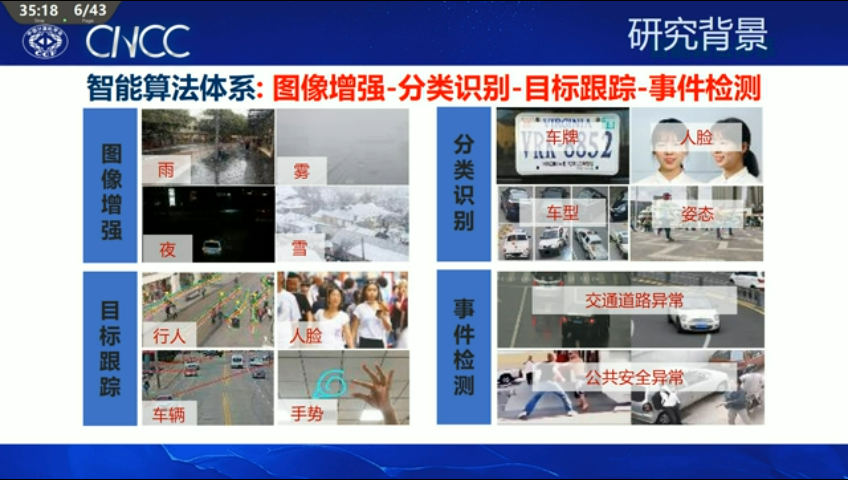 35:18 6/43
CNCC
研究背景
智能算法体系: 图像增强-分类识别-目标跟踪-事件检测
图像增强
雨
雾
夜
雪
分类识别
VIRGINIA
车牌
人脸
车型
姿态
目标跟踪
行人
人脸
车辆
手势
事件检测
交通道路异常
公共安全异常